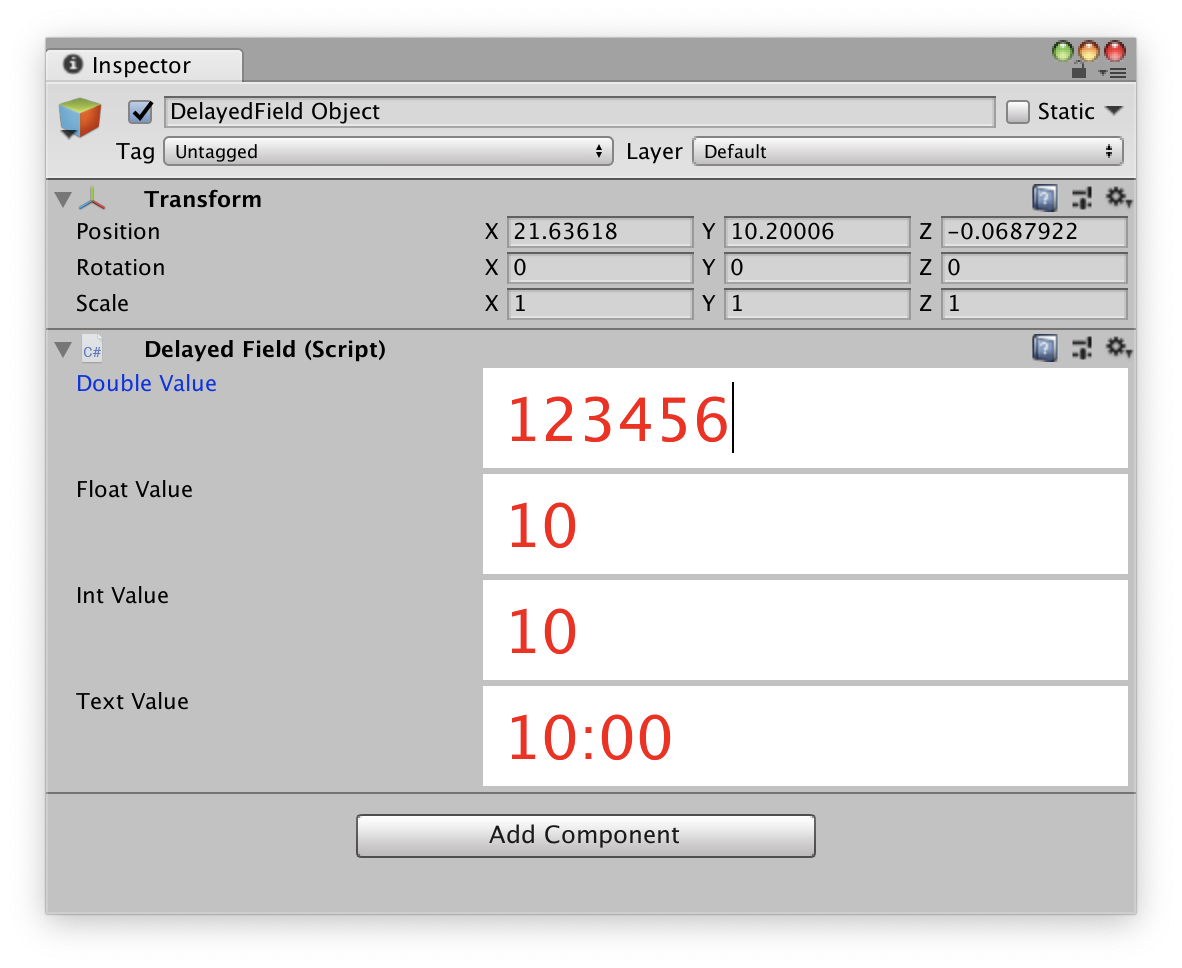 Inspector
DelayedField Object Static
Tag Untagged Layer Default
Transform
Position X 21.63618 Y 10.20006 Z -0.0687922
Rotation X 0 Y 0 Z 0
Scale X 1 Y 1 Z 1
C# Delayed Field (Script)
Double Value 123456
Float Value 10
Int Value 10
Text Value 10:00
Add Component